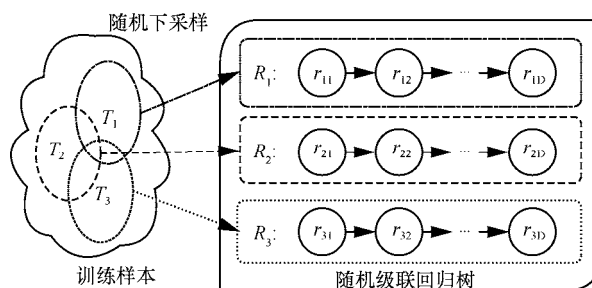 随机下采样
T₁
T₂
T₃
训练样本
R₁: r₁₁ r₁₂ ... r₁D
R₂: r₂₁ r₂₂ ... r₂D
R₃: r₃₁ r₃₂ ... r₃D
随机级联回归树